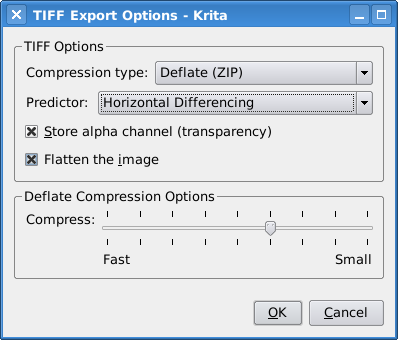 TIFF Export Options - Krita
TIFF Options
Compression type: Deflate (ZIP)
Predictor: Horizontal Differencing
Store alpha channel (transparency)
Flatten the image
Deflate Compression Options
Compress:
Fast Small
OK Cancel